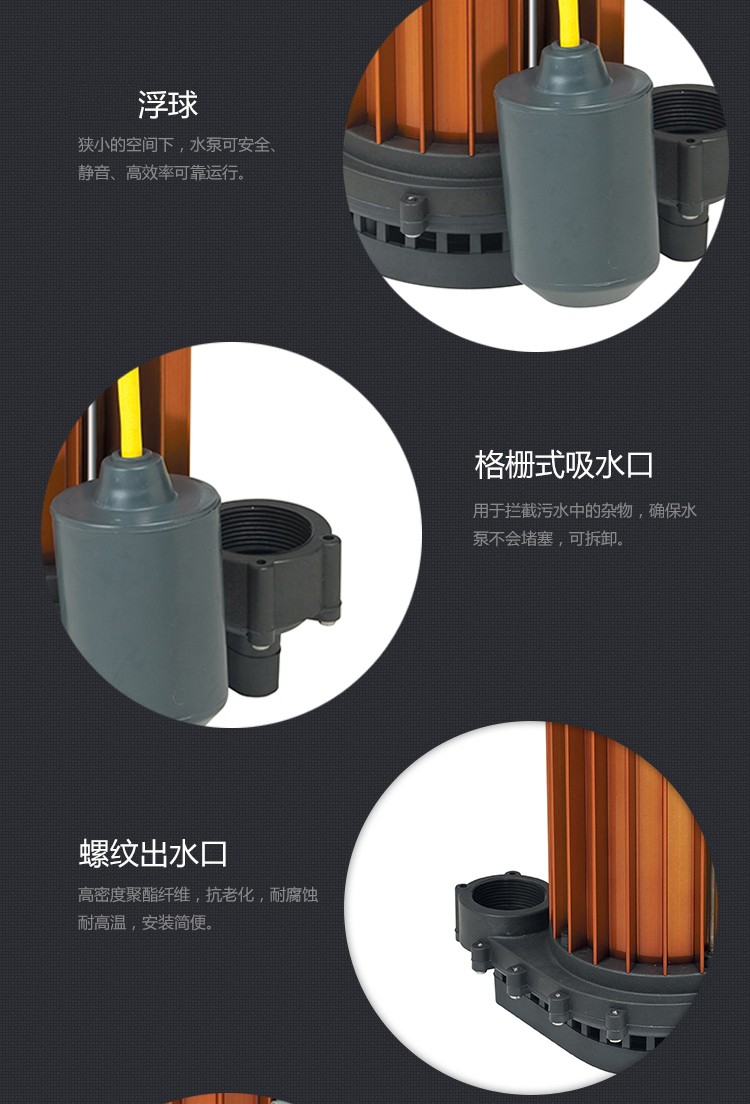 浮球
狭小的空间下，水泵可安全、
静音、高效率可靠运行。
格栅式吸水口
用于拦截污水中的杂物，确保水
泵不会堵塞，可拆卸。
螺纹出水口
高密度聚酯纤维，抗老化，耐腐蚀
耐高温，安装简便。